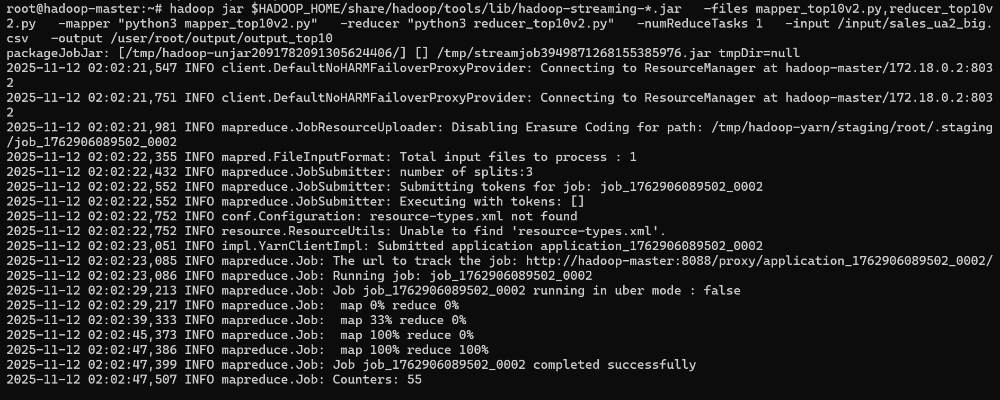 root@hadoop-master:~# hadoop jar $HADOOP_HOME/share/hadoop/tools/lib/hadoop-streaming-*.jar   -files mapper_top10v2.py,reducer_top10v
2.py   -mapper "python3 mapper_top10v2.py"   -reducer "python3 reducer_top10v2.py"   -numReduceTasks 1   -input /input/sales_ua2_big.
csv   -output /user/root/output/output_top10
packageJobJar: [/tmp/hadoop-unjar2091782091305624406/] [] /tmp/streamjob3949871268155385976.jar tmpDir=null
2025-11-12 02:02:21,547 INFO client.DefaultNoHARMFailoverProxyProvider: Connecting to ResourceManager at hadoop-master/172.18.0.2:803
2
2025-11-12 02:02:21,751 INFO client.DefaultNoHARMFailoverProxyProvider: Connecting to ResourceManager at hadoop-master/172.18.0.2:803
2
2025-11-12 02:02:21,981 INFO mapreduce.JobResourceUploader: Disabling Erasure Coding for path: /tmp/hadoop-yarn/staging/root/.staging
/job_1762906089502_0002
2025-11-12 02:02:22,355 INFO mapred.FileInputFormat: Total input files to process : 1
2025-11-12 02:02:22,432 INFO mapreduce.JobSubmitter: number of splits:3
2025-11-12 02:02:22,552 INFO mapreduce.JobSubmitter: Submitting tokens for job: job_1762906089502_0002
2025-11-12 02:02:22,552 INFO mapreduce.JobSubmitter: Executing with tokens: []
2025-11-12 02:02:22,752 INFO conf.Configuration: resource-types.xml not found
2025-11-12 02:02:22,752 INFO resource.ResourceUtils: Unable to find 'resource-types.xml'.
2025-11-12 02:02:23,051 INFO impl.YarnClientImpl: Submitted application application_1762906089502_0002
2025-11-12 02:02:23,085 INFO mapreduce.Job: The url to track the job: http://hadoop-master:8088/proxy/application_1762906089502_0002/
2025-11-12 02:02:23,086 INFO mapreduce.Job: Running job: job_1762906089502_0002
2025-11-12 02:02:29,213 INFO mapreduce.Job: Job job_1762906089502_0002 running in uber mode : false
2025-11-12 02:02:29,217 INFO mapreduce.Job:  map 0% reduce 0%
2025-11-12 02:02:39,333 INFO mapreduce.Job:  map 33% reduce 0%
2025-11-12 02:02:45,373 INFO mapreduce.Job:  map 100% reduce 0%
2025-11-12 02:02:47,386 INFO mapreduce.Job:  map 100% reduce 100%
2025-11-12 02:02:47,399 INFO mapreduce.Job: Job job_1762906089502_0002 completed successfully
2025-11-12 02:02:47,507 INFO mapreduce.Job: Counters: 55